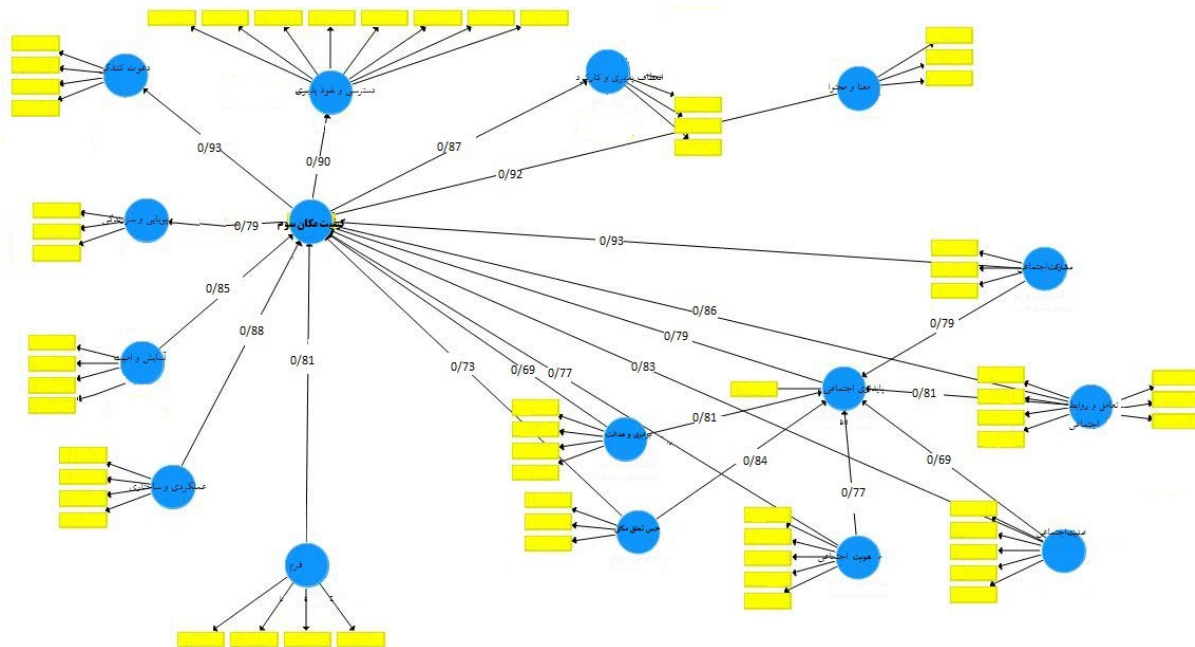 دعوت کنندگی
دسترسی و نفوذ پذیری
انعطاف پذیری و کارکرد
معنا و محتوا
0/93
0/90
0/87
0/92
پویایی و سرزندگی
0/79
کیفیت مکان سوم
0/93
مشارکت اجتماعی
0/85
0/88
0/81
0/86
0/79
0/79
آسایش و امنیت
0/73
0/69
0/77
0/83
پایداری اجتماعی
0/81
تعامل و روابط
اجتماعی
برابری و عدالت
0/81
عملکردی و ساختاری
0/84
0/77
0/69
حس تعلق مکان
هویت اجتماعی
امنیت اجتماعی
فرم